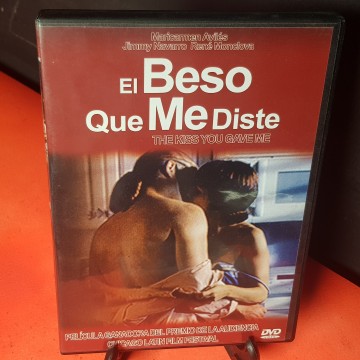 Maricarmen Avilés
Jimmy Navarro René Monclova
El Beso
Que Me Diste
THE KISS YOU GAVE ME
PELÍCULA GANADORA DEL PREMIO DE LA AUDIENCIA
CHICAGO LATIN FILM FESTIVAL
DVD